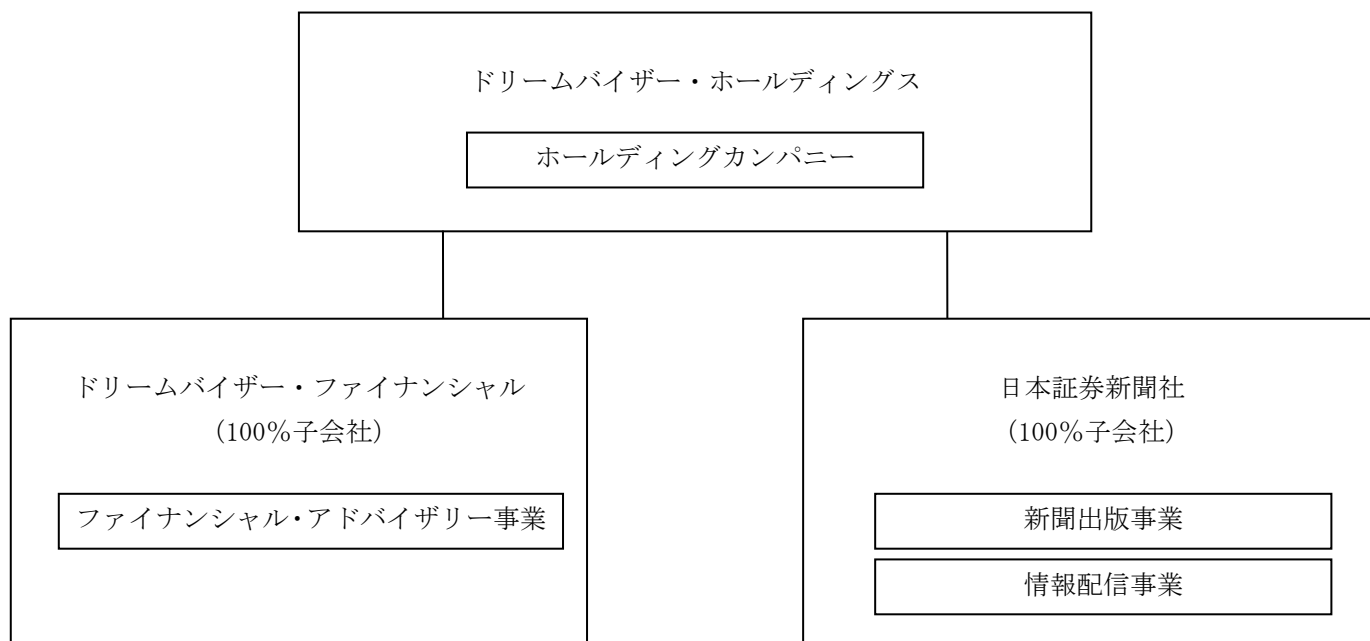 ドリームバイザー・ホールディングス
ホールディングカンパニー
ドリームバイザー・ファイナンシャル
（100%子会社）
ファイナンシャル・アドバイザリー事業
日本証券新聞社
（100%子会社）
新聞出版事業
情報配信事業